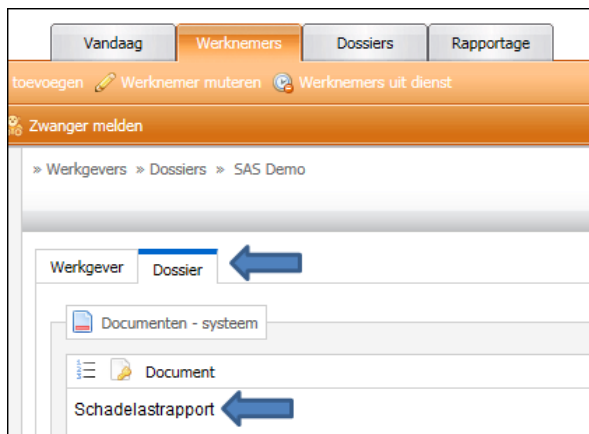 Vandaag Werknemers Dossiers Rapportage
toevoegen Werknemer muteren Werknemers uit dienst
Zwanger melden
» Werkgevers » Dossiers » SAS Demo
Werkgever Dossier
Documenten - systeem
Document
Schadelastrapport